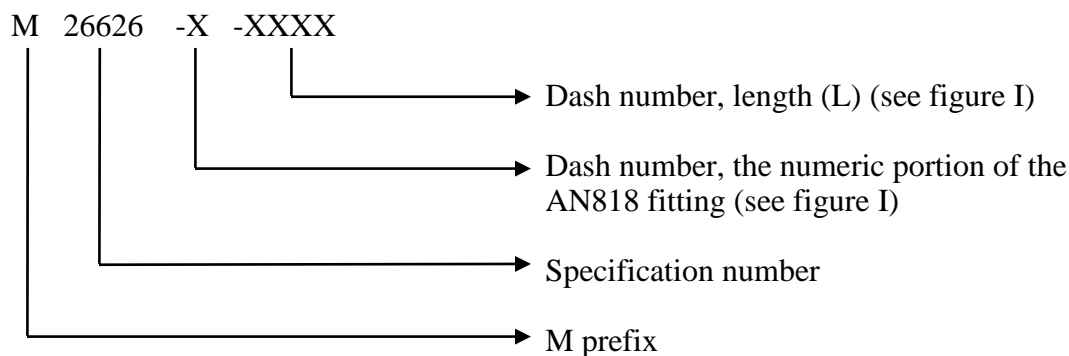 M 26626 -X -XXXX
Dash number, length (L) (see figure I)
Dash number, the numeric portion of the
AN818 fitting (see figure I)
Specification number
M prefix